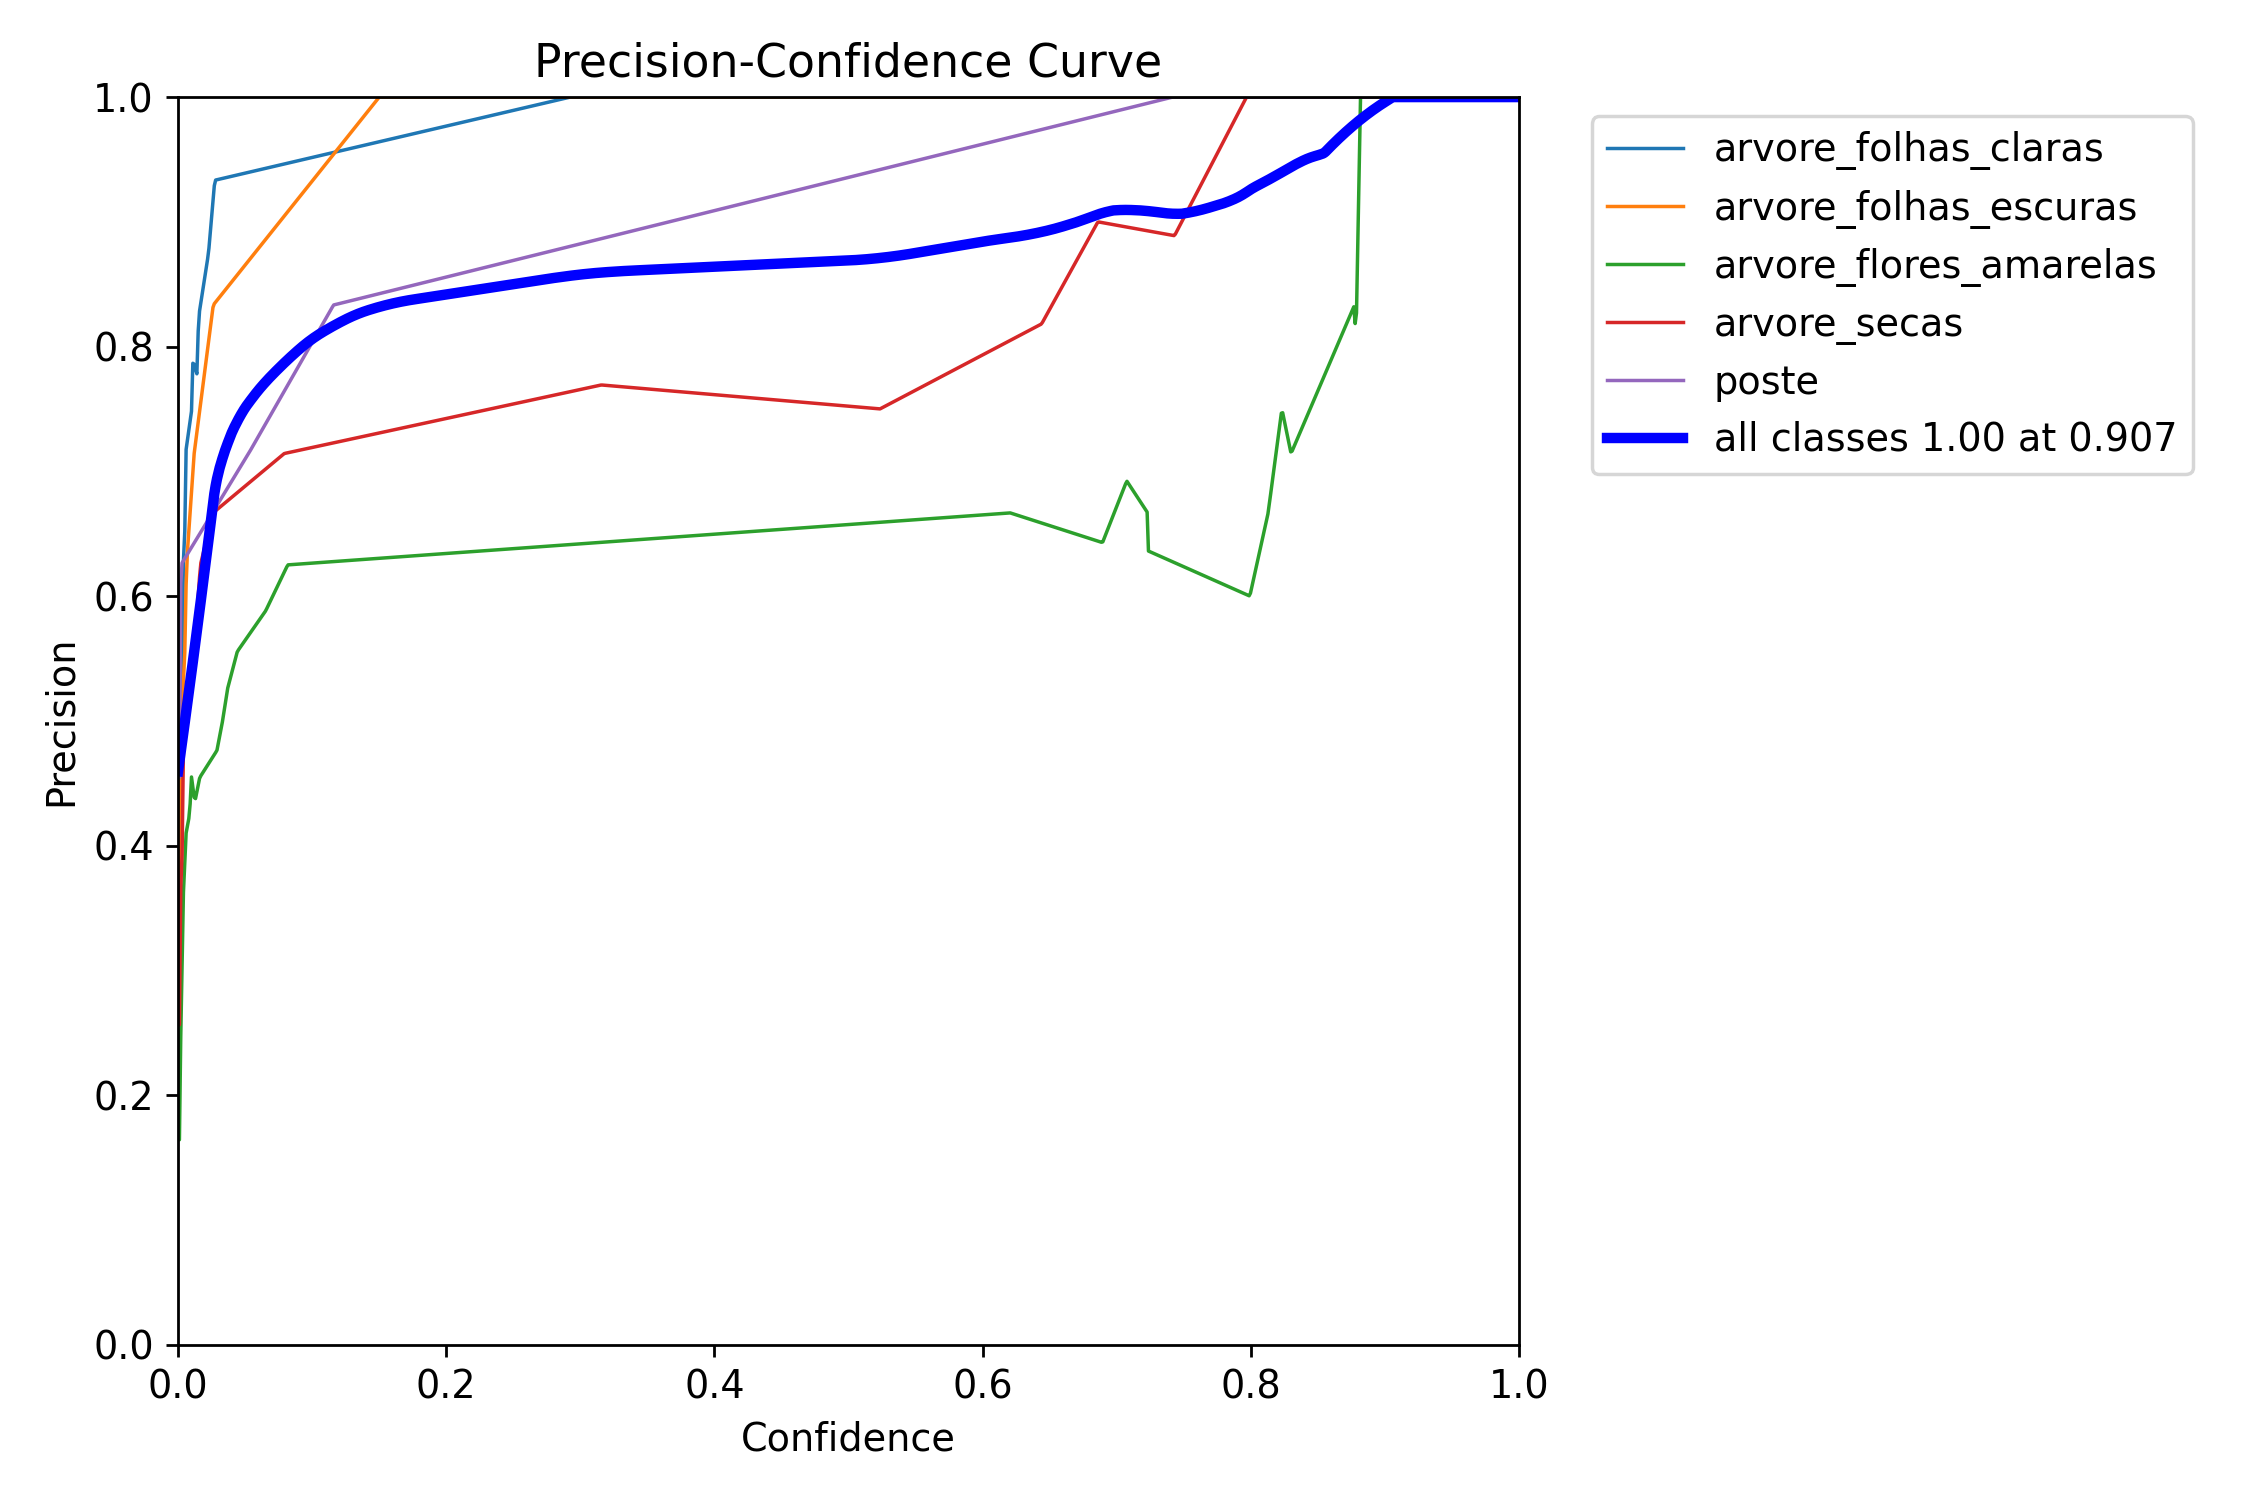 Precision-Confidence Curve
1.0
0.8
0.6
0.4
0.2
0.0
Precision
0.0 0.2 0.4 0.6 0.8 1.0
Confidence
arvore_folhas_claras
arvore_folhas_escuras
arvore_flores_amarelas
arvore_secas
poste
all classes 1.00 at 0.907